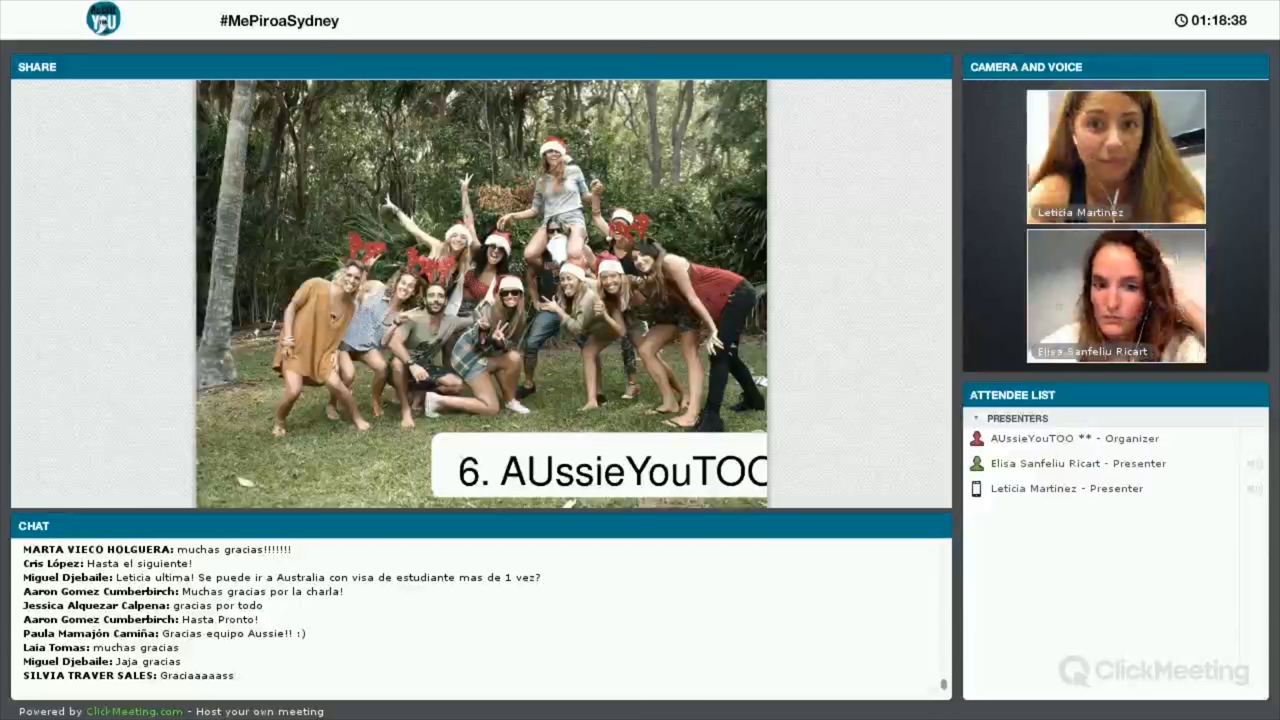 YOU
#MePiroaSydney
01:18:38
SHARE
6. AUssieYouTOO
CAMERA AND VOICE
Leticia Martinez
Elisa Sanfeliu Ricart
ATTENDEE LIST
PRESENTERS
AUssieYouTOO ** - Organizer
Elisa Sanfeliu Ricart - Presenter
Leticia Martinez - Presenter
CHAT
MARTA VIECO HOLGUERA: muchas gracias!!!!!!!
Cris López: Hasta el siguiente!
Miguel Djebaile: Leticia ultima! Se puede ir a Australia con visa de estudiante mas de 1 vez?
Aaron Gomez Cumberbirch: Muchas gracias por la charla!
Jessica Alquezar Calpena: gracias por todo
Aaron Gomez Cumberbirch: Hasta Pronto!
Paula Mamajón Camiña: Gracias equipo Aussie!! :)
Laia Tomas: muchas gracias
Miguel Djebaile: Jaja gracias
SILVIA TRAVER SALES: Graciaaaaass
ClickMeeting
Powered by ClickMeeting.com - Host your own meeting